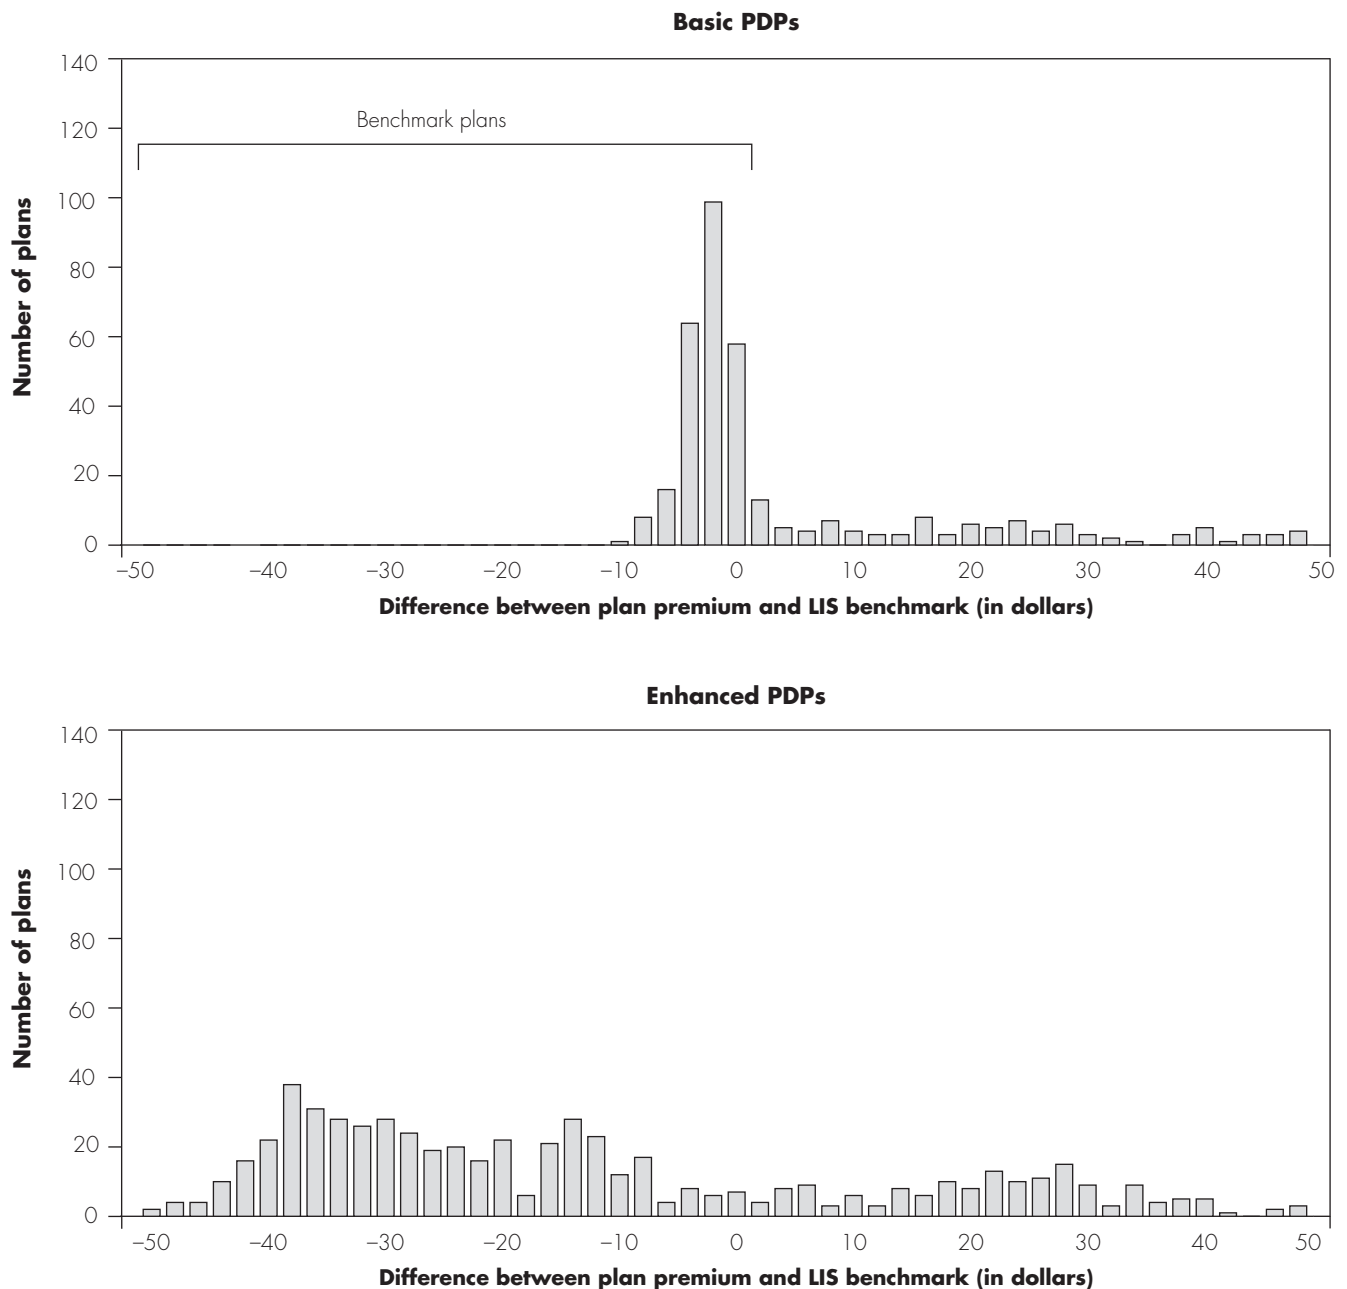 Basic PDPs
140
120
100
80
60
40
20
0
Number of plans
Benchmark plans
–50 –40 –30 –20 –10 0 10 20 30 40 50
Difference between plan premium and LIS benchmark (in dollars)
Enhanced PDPs
140
120
100
80
60
40
20
0
Number of plans
–50 –40 –30 –20 –10 0 10 20 30 40 50
Difference between plan premium and LIS benchmark (in dollars)